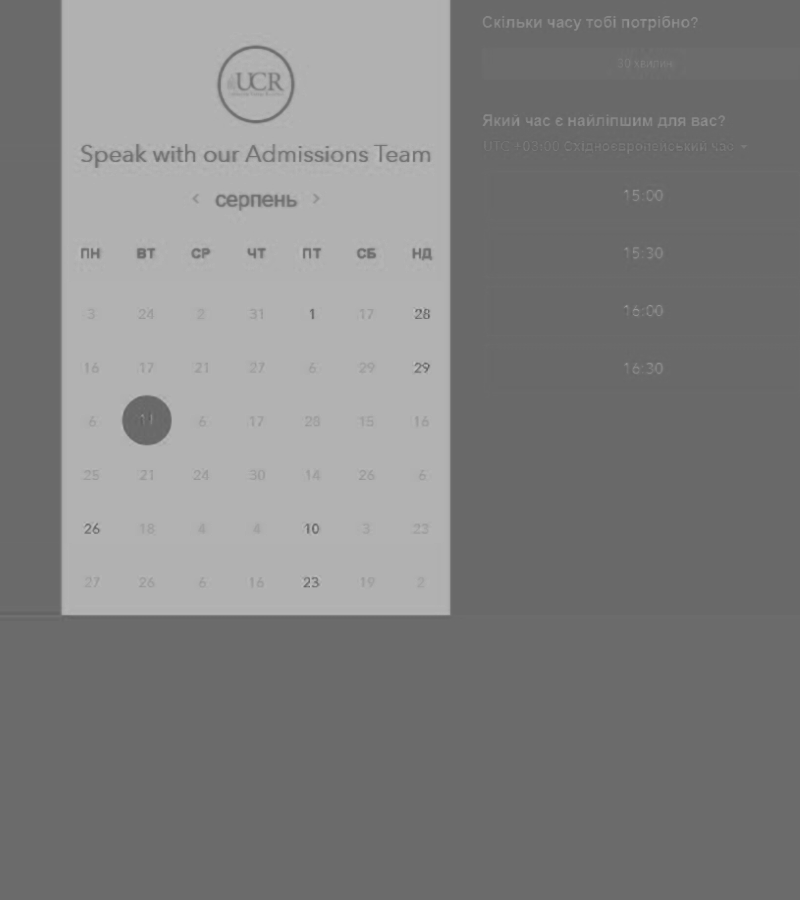 UCR
Speak with our Admissions Team
‹ серпень ›
ПН ВТ СР ЧТ ПТ СБ НД
3 24 2 31 1 17 28
16 17 21 27 6 29 29
6 11 6 17 28 15 16
25 21 24 30 14 26 6
26 18 4 4 10 3 23
27 26 6 16 23 19 2
Скільки часу тобі потрібно?
30 хвилин
Який час є найліпшим для вас?
UTC +03:00 Східноєвропейський час
15:00
15:30
16:00
16:30